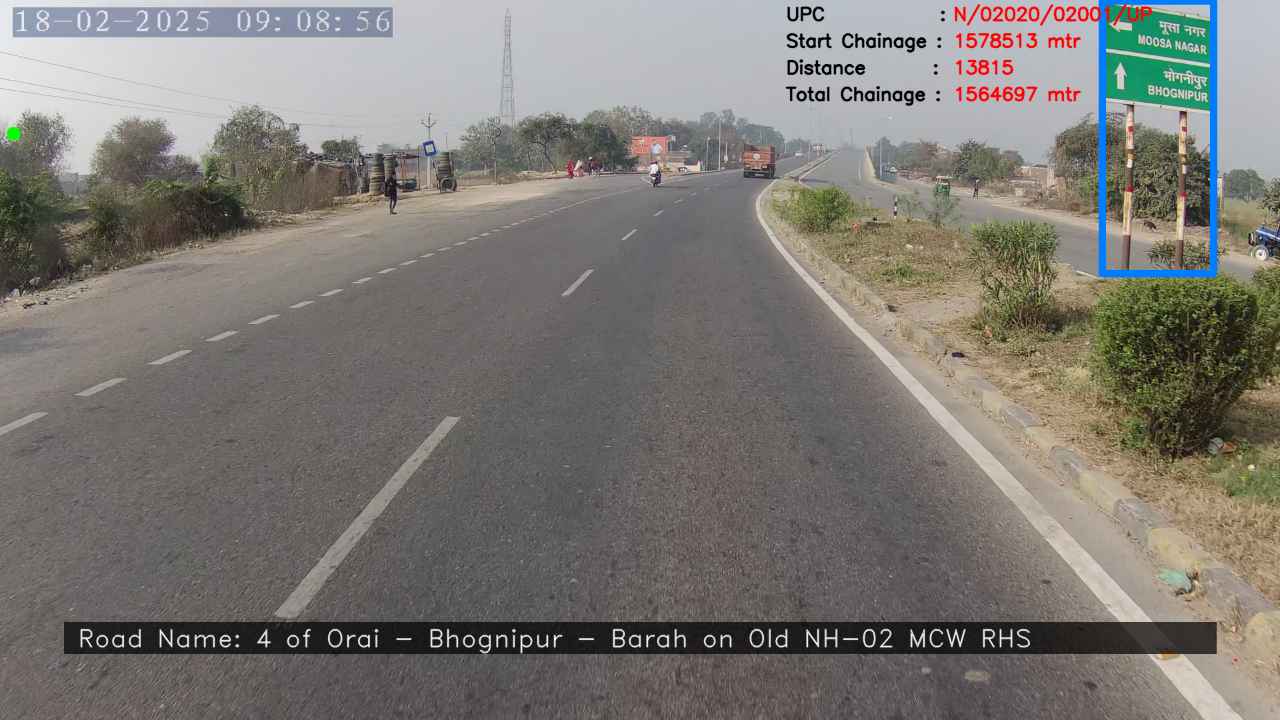 18-02-2025 09:08:56
UPC : N/02020/02001/UP
Start Chainage : 1578513 mtr
Distance : 13815
Total Chainage : 1564697 mtr
मूसा नगर
MOOSA NAGAR
भोगनीपुर
BHOGNIPUR
Road Name: 4 of Orai - Bhognipur - Barah on Old NH-02 MCW RHS